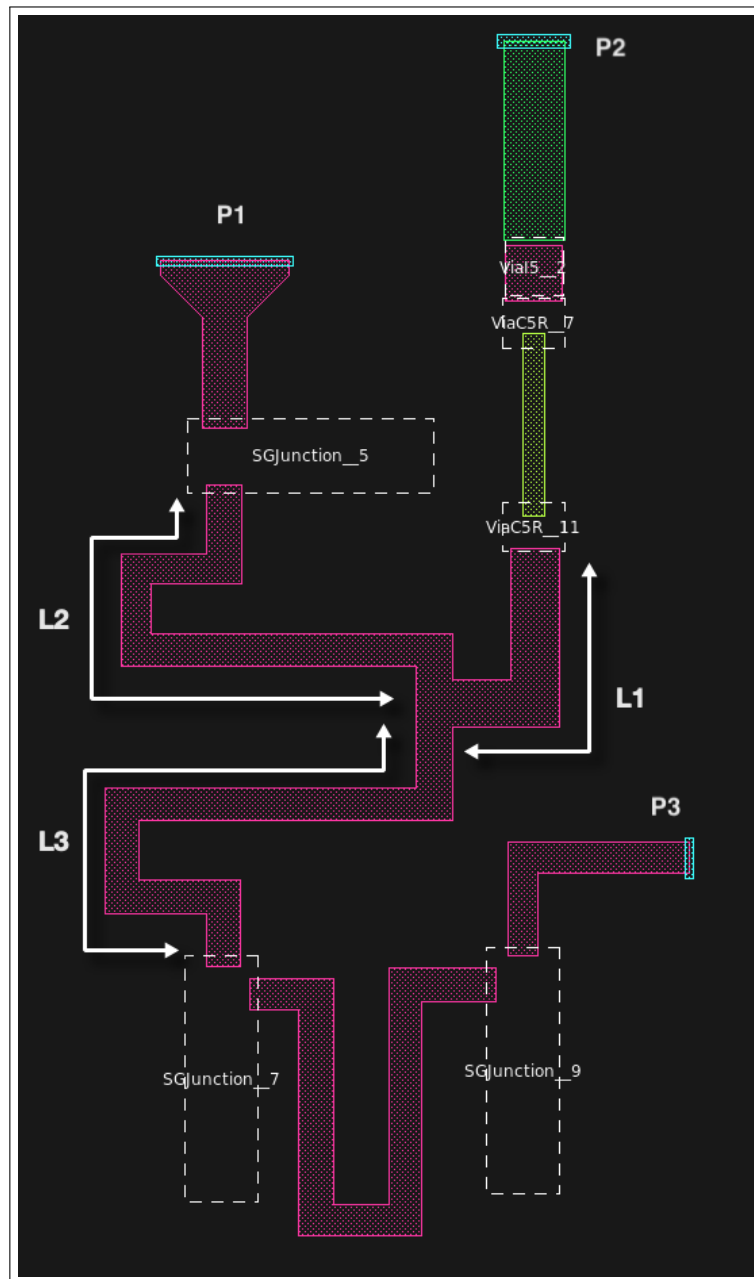 P2
P1
ViaI5__2
ViaC5R__7
SGJunction__5
ViaC5R__11
L2
L1
P3
L3
SGJunction__7
SGJunction__9